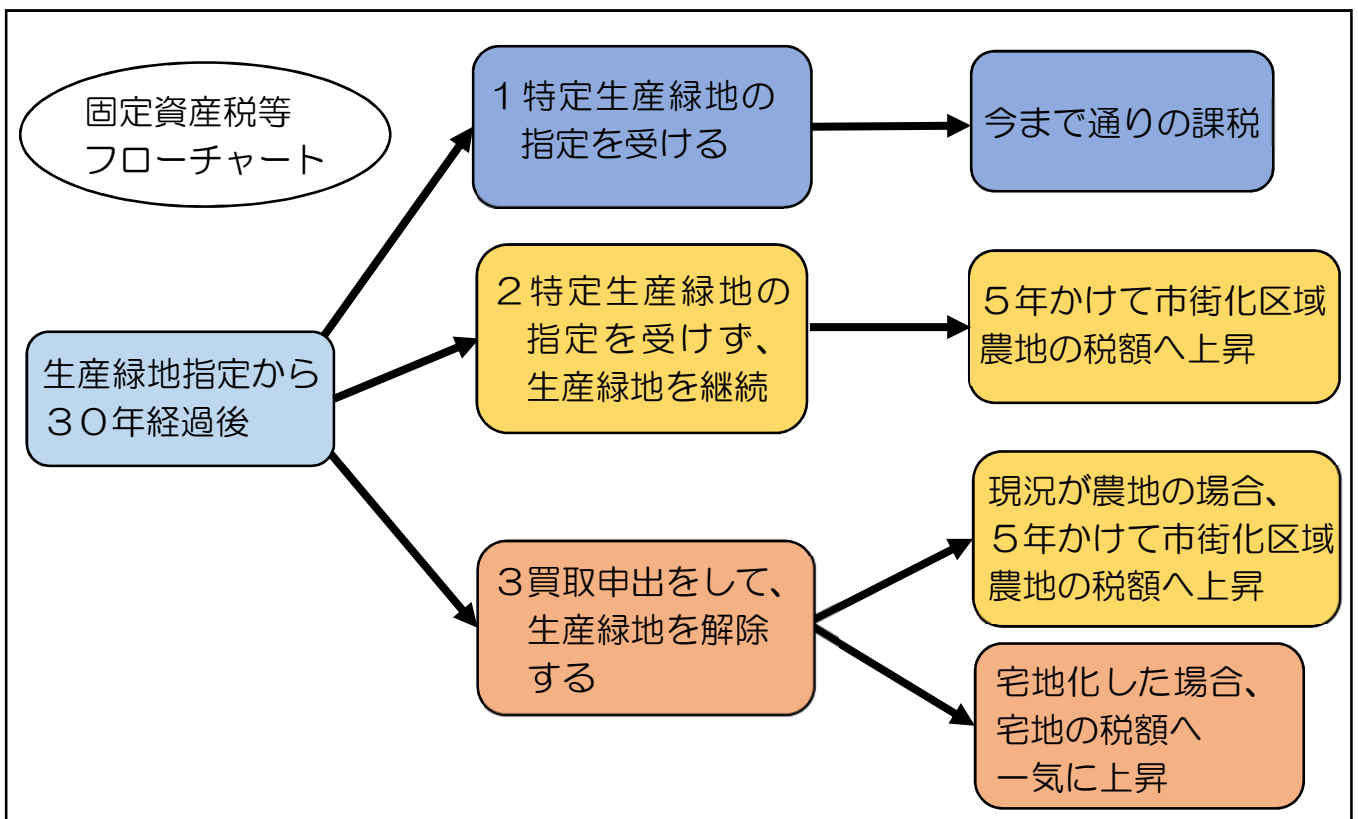 固定資産税等
フローチャート
生産緑地指定から
３０年経過後
１特定生産緑地の
指定を受ける
今まで通りの課税
２特定生産緑地の
指定を受けず、
生産緑地を継続
５年かけて市街化区域
農地の税額へ上昇
３買取申出をして、
生産緑地を解除
する
現況が農地の場合、
５年かけて市街化区域
農地の税額へ上昇
宅地化した場合、
宅地の税額へ
一気に上昇